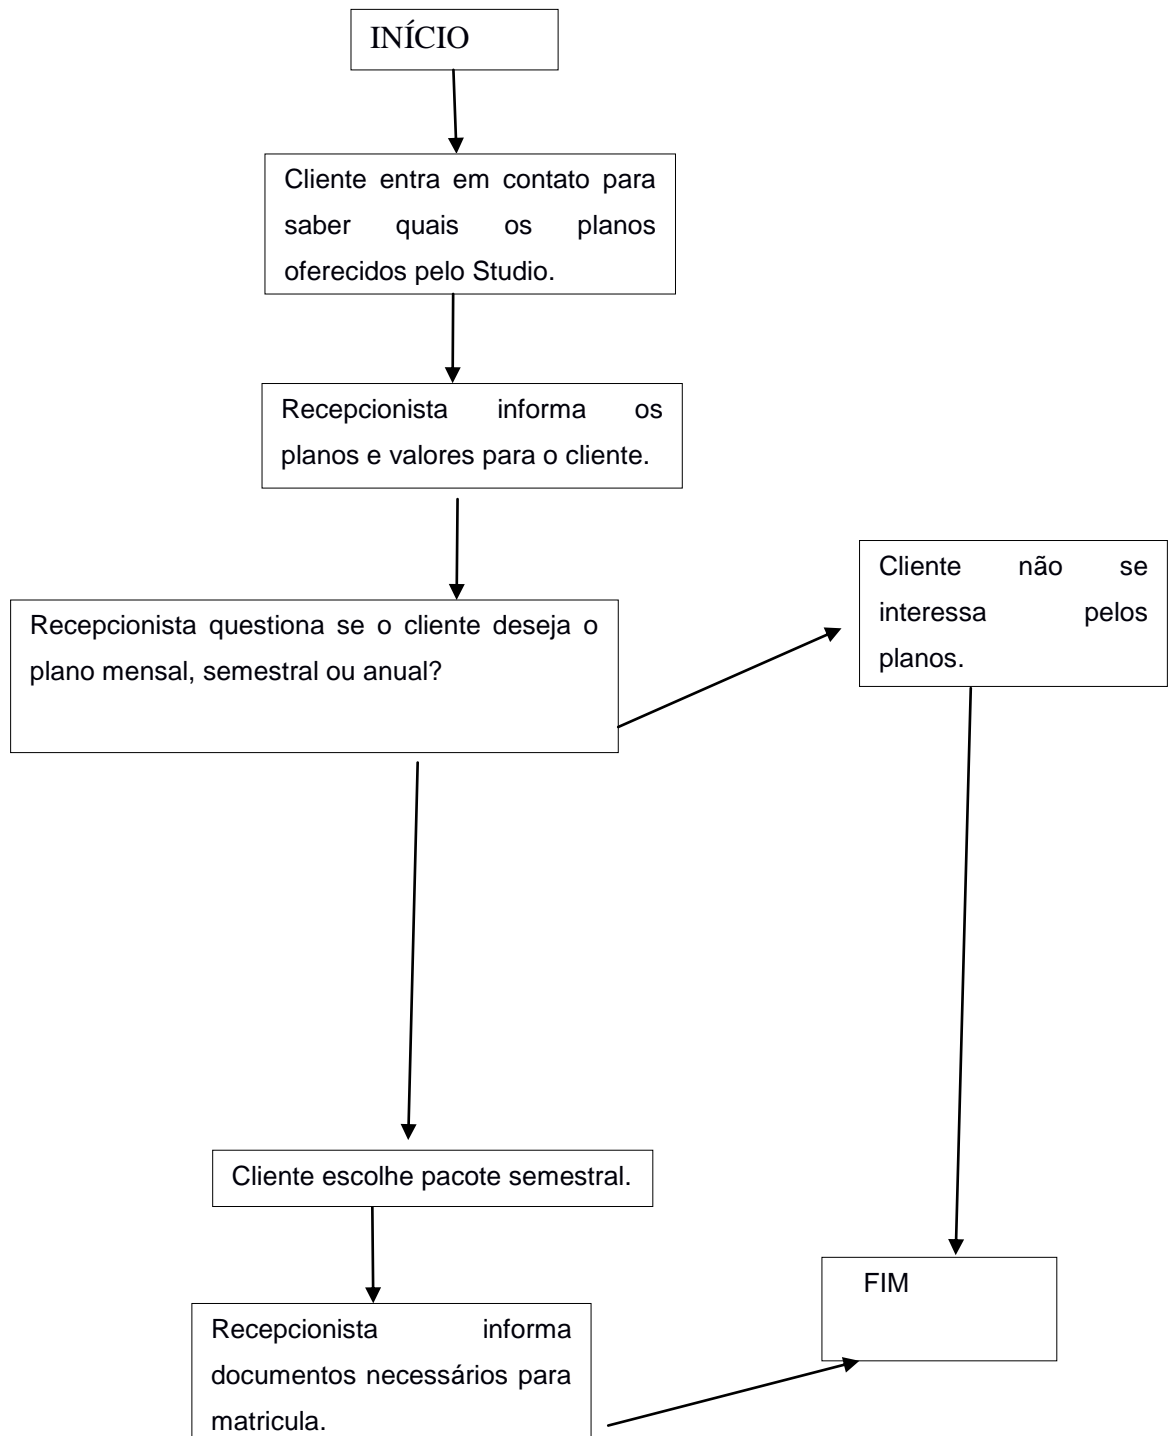 INÍCIO
Cliente entra em contato para
saber quais os planos
oferecidos pelo Studio.
Recepcionista informa os
planos e valores para o cliente.
Recepcionista questiona se o cliente deseja o
plano mensal, semestral ou anual?
Cliente não se
interessa pelos
planos.
Cliente escolhe pacote semestral.
Recepcionista informa
documentos necessários para
matricula.
FIM